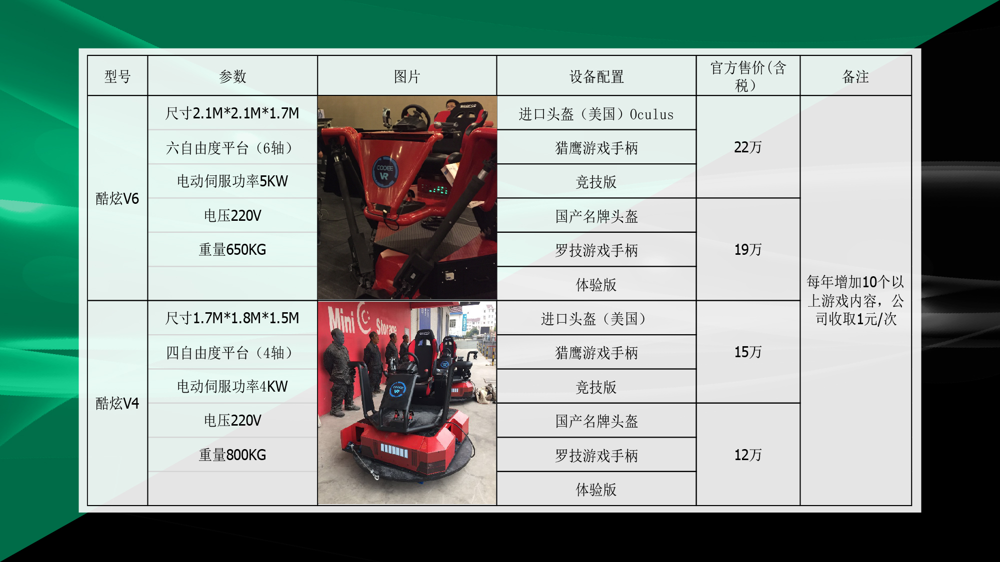 型号
参数
图片
设备配置
官方售价(含
税）
备注
酷炫V6
尺寸2.1M*2.1M*1.7M
六自由度平台（6轴）
电动伺服功率5KW
电压220V
重量650KG
sparco
COOEE
VR
进口头盔（美国）Oculus
猎鹰游戏手柄
竞技版
国产名牌头盔
罗技游戏手柄
体验版
22万
19万
每年增加10个以
上游戏内容，公
司收取1元/次
酷炫V4
尺寸1.7M*1.8M*1.5M
四自由度平台（4轴）
电动伺服功率4KW
电压220V
重量800KG
Mini
Storage
sparco
COOEE
VR
进口头盔（美国）
猎鹰游戏手柄
竞技版
国产名牌头盔
罗技游戏手柄
体验版
15万
12万